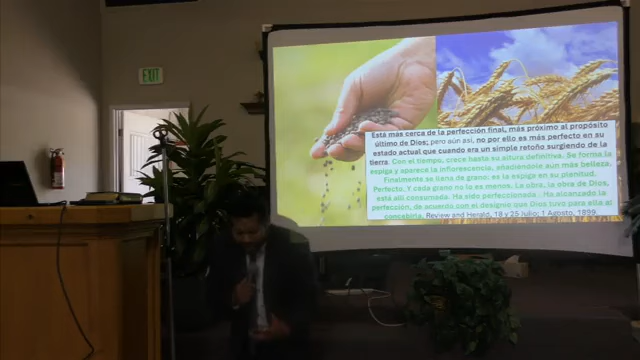 EXIT
Está más cerca de la perfección final, más próximo al propósito
último de Dios; pero aún así, no por ello es más perfecto en su
estado actual que cuando era un simple retoño surgiendo de la
tierra Con el tiempo, crece hasta su altura definitiva. Se forma la
espiga y aparece la inflorescencia, añadiéndole aún más belleza.
Finalmente se llena de grano; es la espiga en su plenitud.
Perfecto. Y cada grano no lo es menos. La obra, la obra de Dios,
está allí consumada. Ha sido perfeccionada. Ha alcanzado la
perfección, de acuerdo con el designio que Dios tuvo para ella al
concebirla. Review and Herald, 18 y 25 Julio; 1 Agosto, 1899.